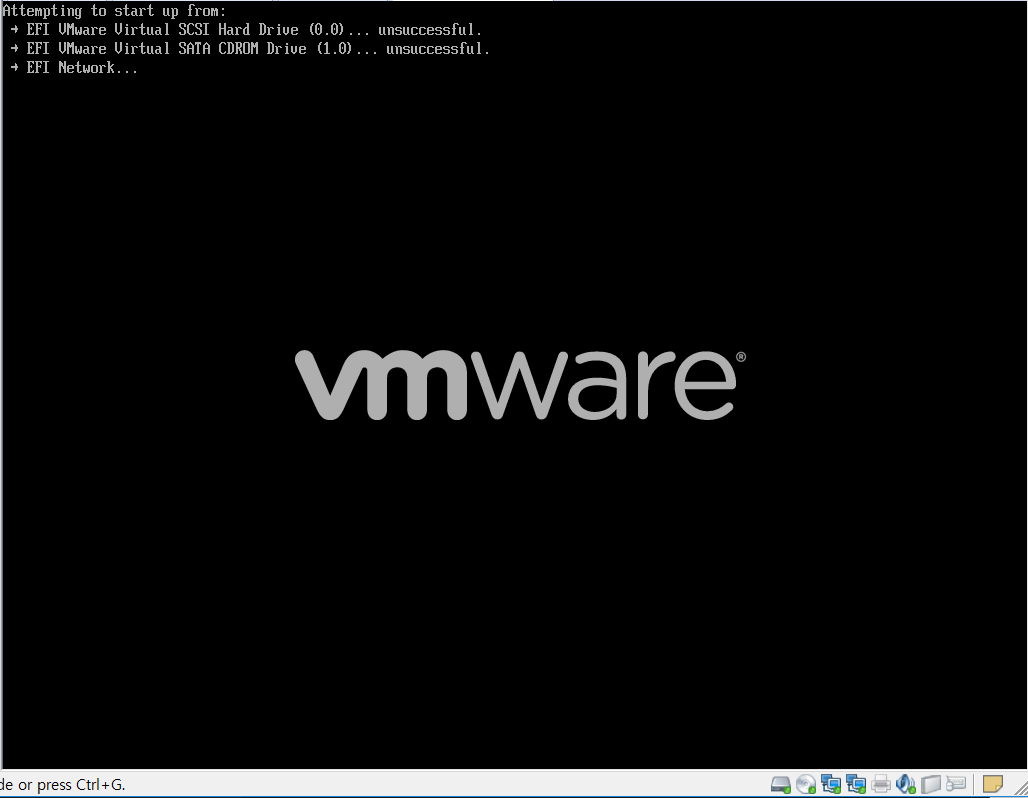 Attempting to start up from:
→ EFI VMware Virtual SCSI Hard Drive (0.0)... unsuccessful.
→ EFI VMware Virtual SATA CDROM Drive (1.0)... unsuccessful.
→ EFI Network...
vmware®
de or press Ctrl+G.